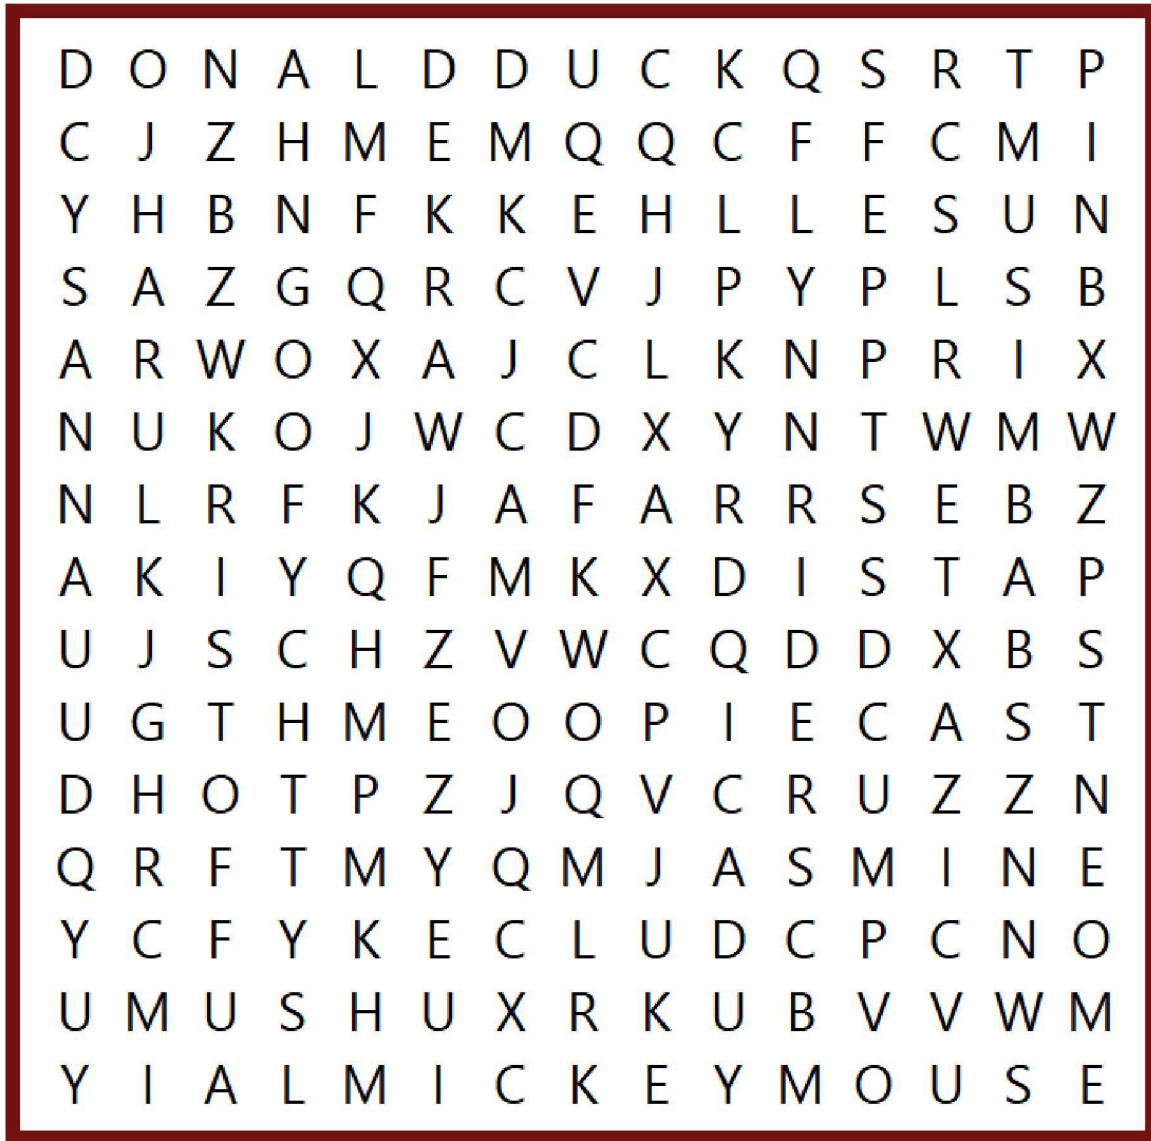 D O N A L D D U C K Q S R T P
C J Z H M E M Q Q C F F C M I
Y H B N F K K E H L L E S U N
S A Z G Q R C V J P Y P L S B
A R W O X A J C L K N P R I X
N U K O J W C D X Y N T W M W
N L R F K J A F A R R S E B Z
A K I Y Q F M K X D I S T A P
U J S C H Z V W C Q D D X B S
U G T H M E O O P I E C A S T
D H O T P Z J Q V C R U Z Z N
Q R F T M Y Q M J A S M I N E
Y C F Y K E C L U D C P C N O
U M U S H U X R K U B V V W M
Y I A L M I C K E Y M O U S E